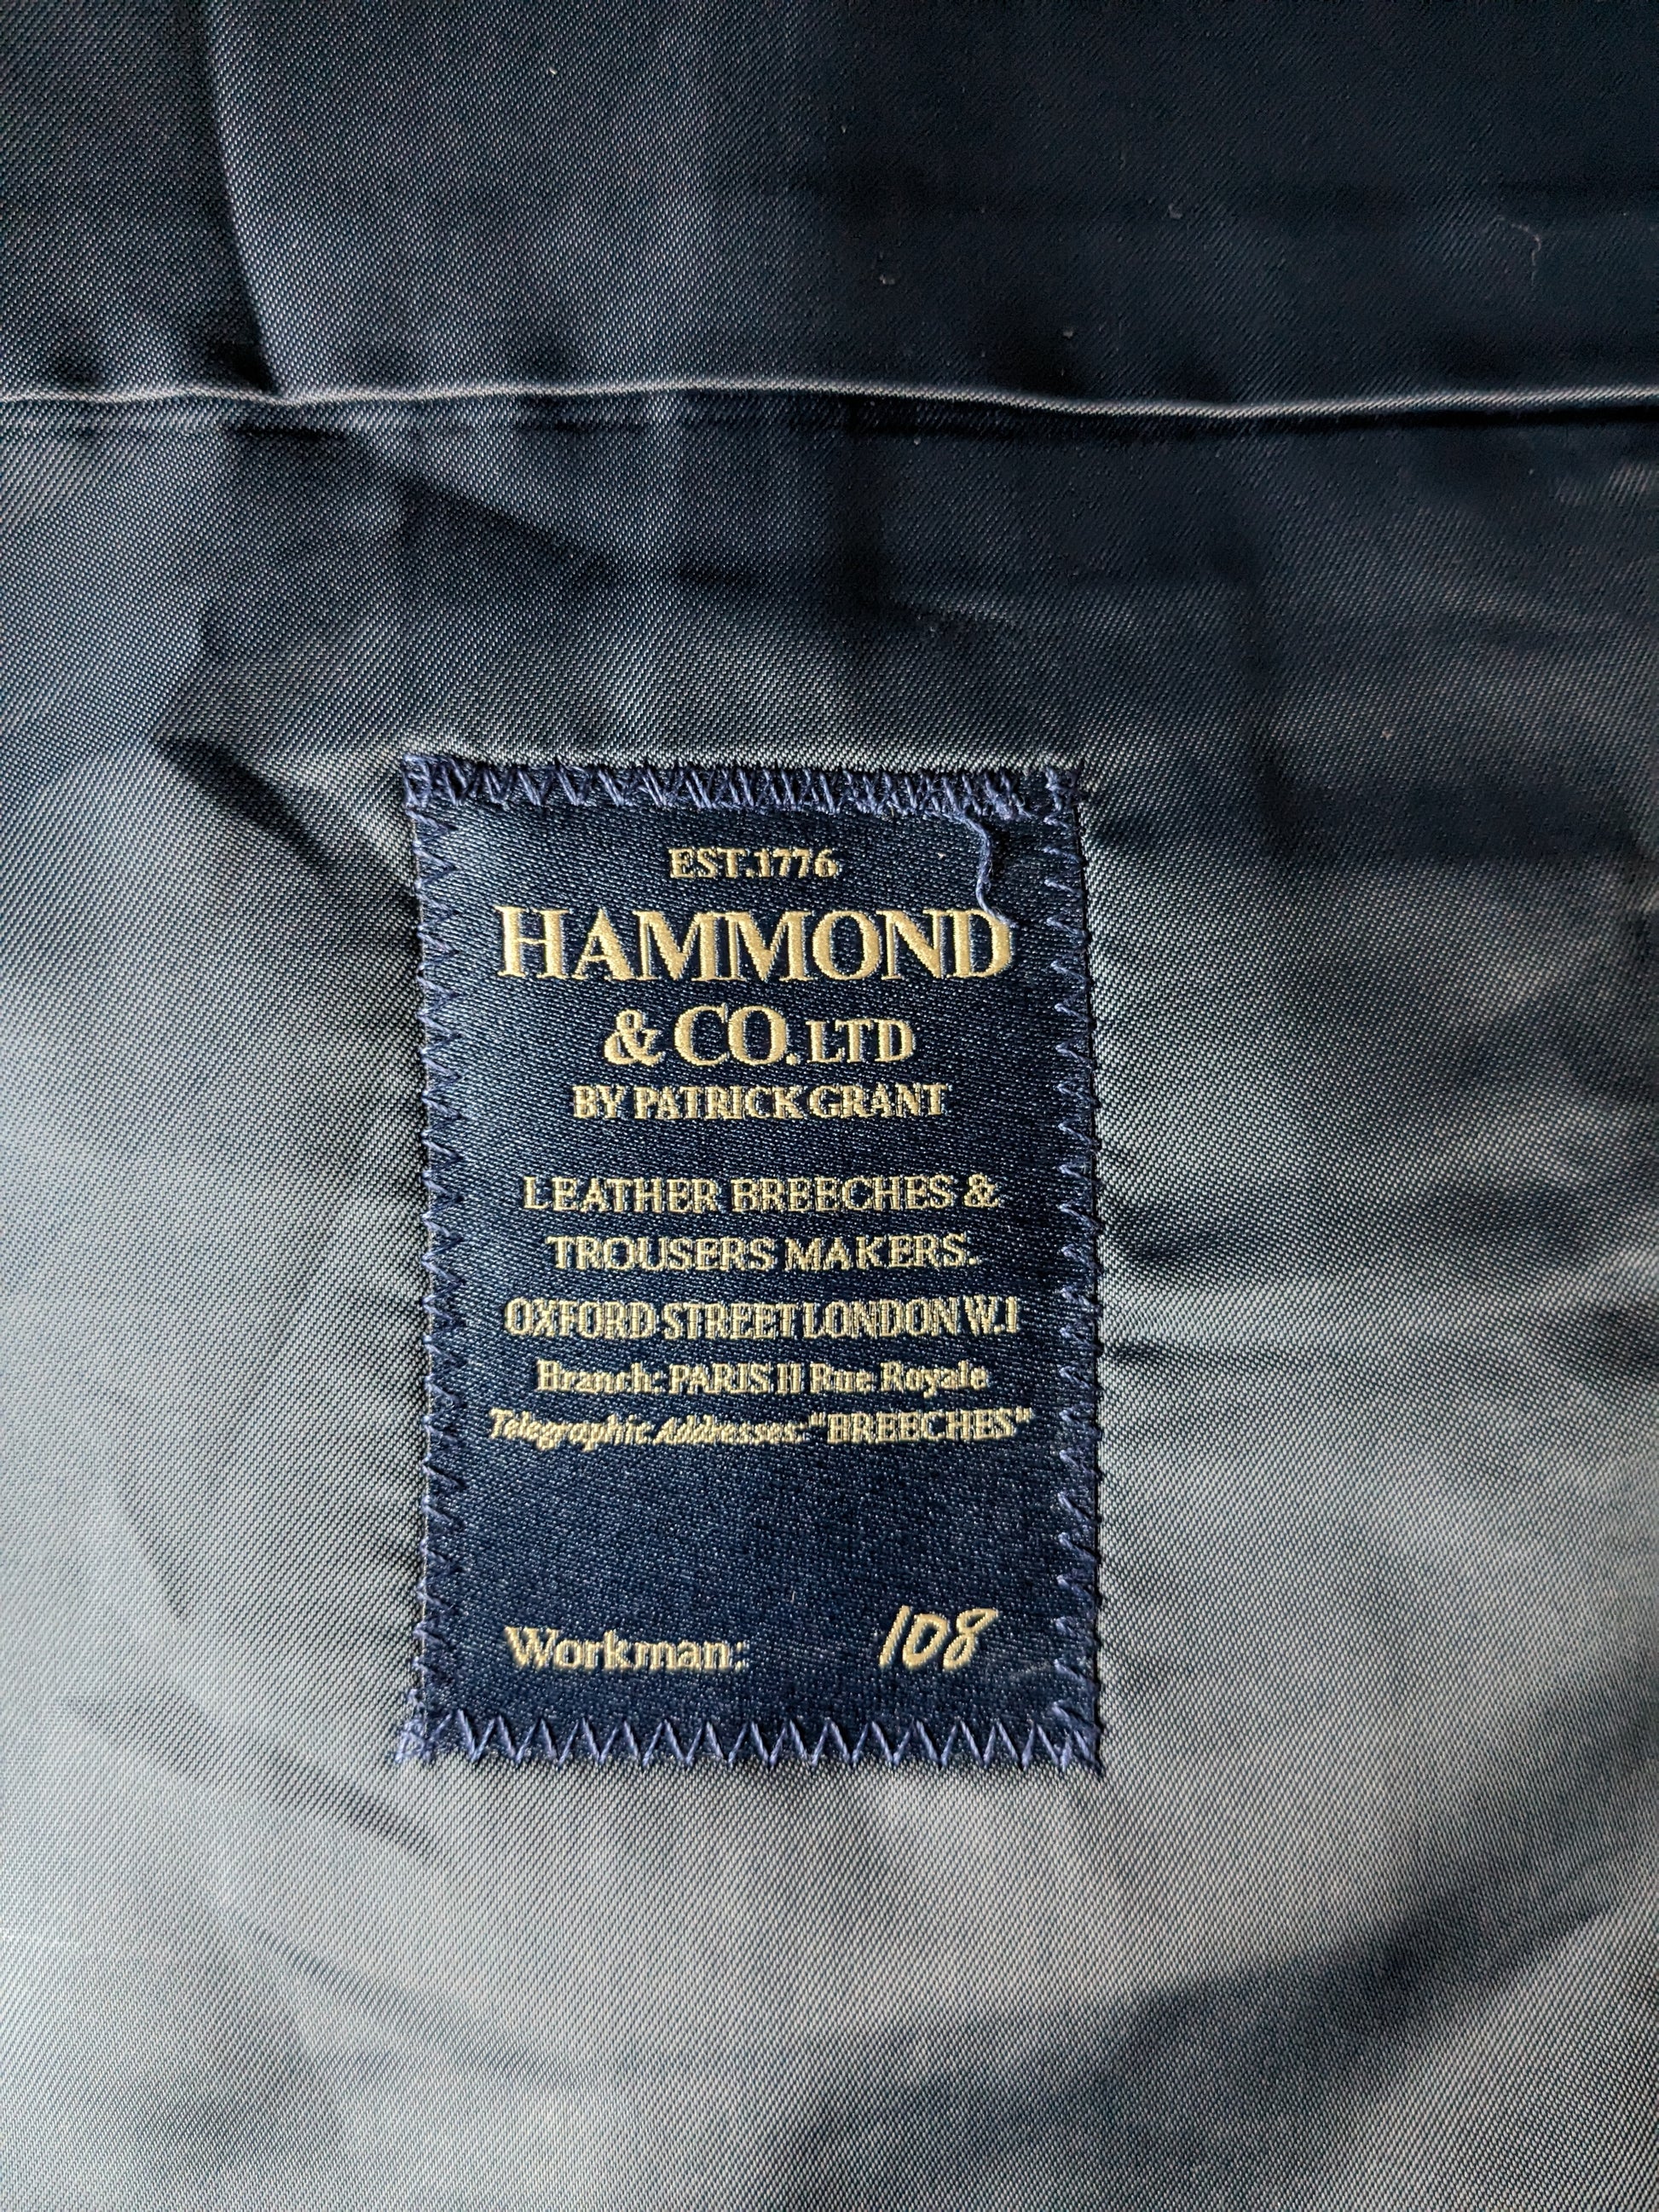 EST.1776
HAMMOND
& CO. LTD
BY PATRICK GRANT
LEATHER BREECHES &
TROUSERS MAKERS.
OXFORD STREET LONDON W.1
Branch: PARIS 11 Rue Royale
Telegraphic Addresses: "BREECHES"
Workman: 108